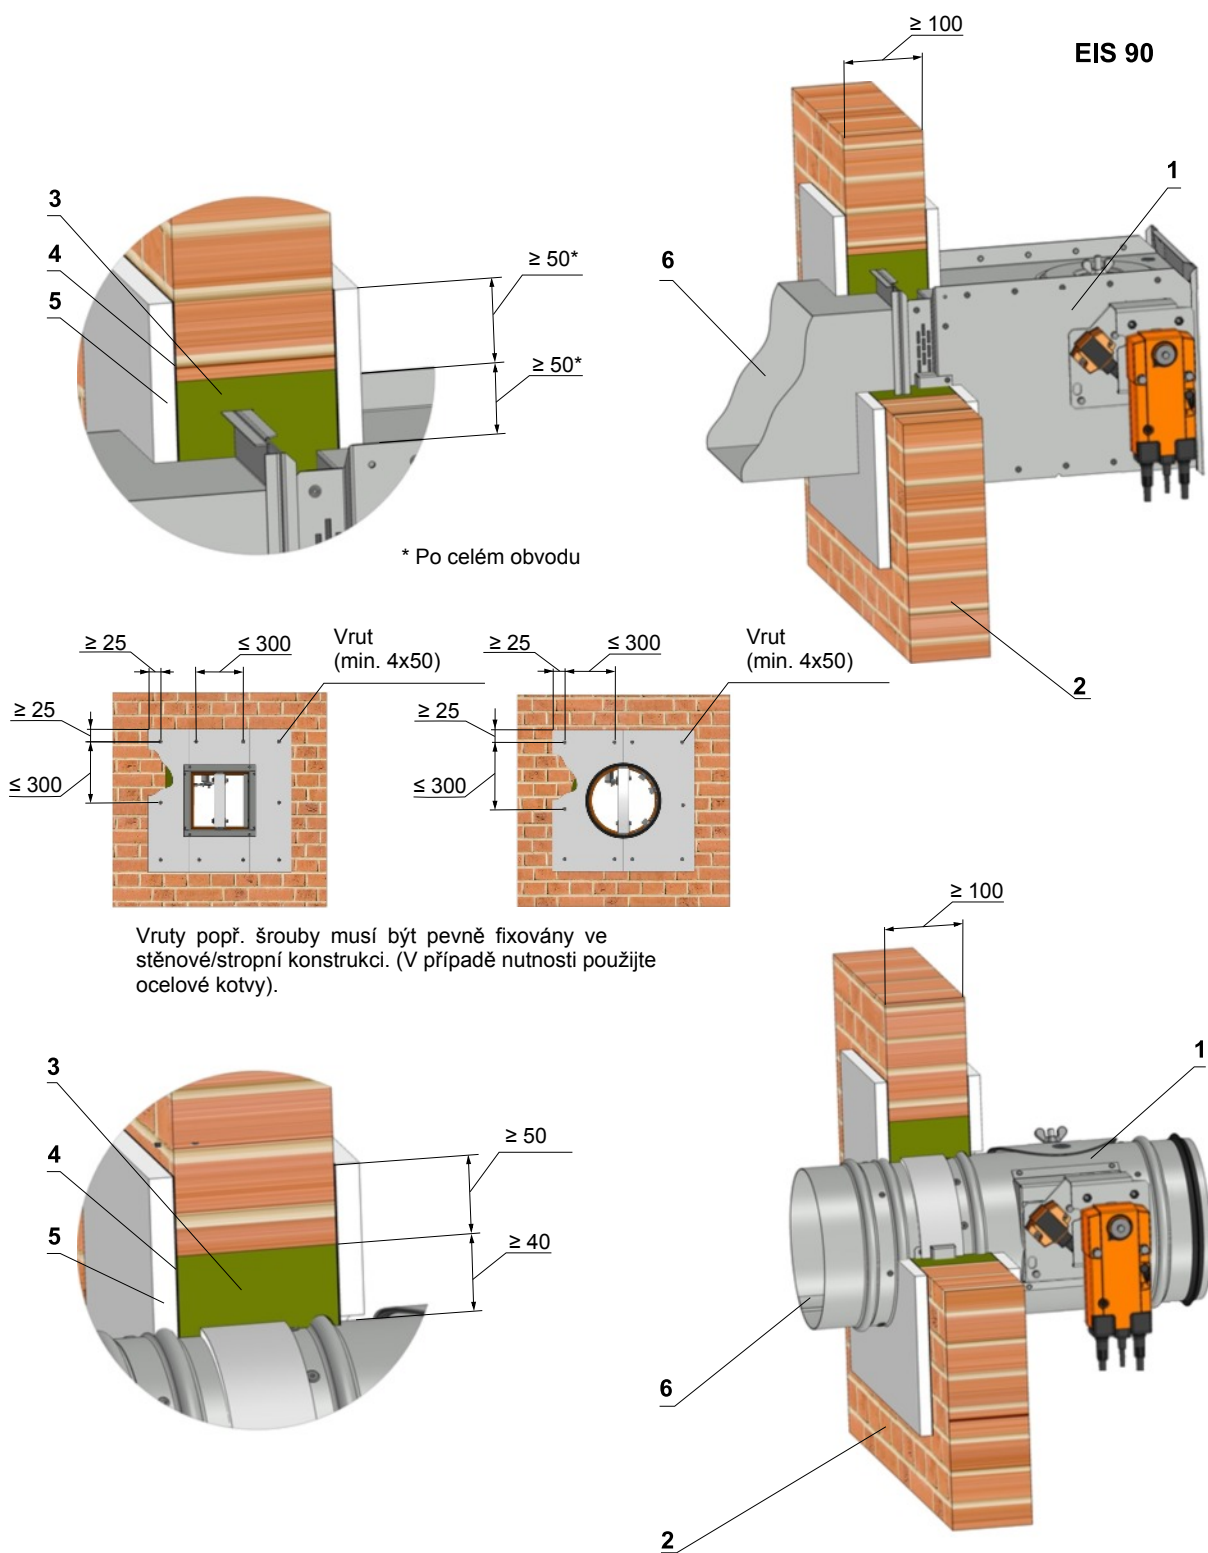 ≥ 100
EIS 90
1
3
4
5
6
≥ 50*
≥ 50*
* Po celém obvodu
2
≥ 25
≤ 300
Vrut
(min. 4x50)
≥ 25
≤ 300
≥ 25
≤ 300
Vrut
(min. 4x50)
≥ 25
≤ 300
Vruty popř. šrouby musí být pevně fixovány ve
stěnové/stropní konstrukci. (V případě nutnosti použijte
ocelové kotvy).
≥ 100
3
4
5
≥ 50
≥ 40
1
6
2